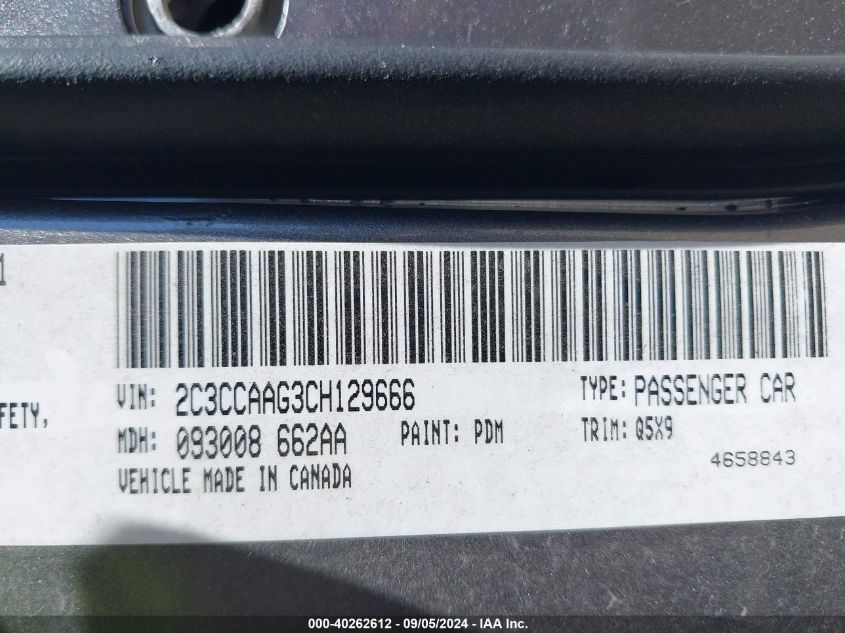 1
VIN: 2C3CCAAG3CH129666
TYPE: PASSENGER CAR
FETY,
MDH: 093008 662AA
PAINT: PDM
TRIM: Q5X9
4658843
VEHICLE MADE IN CANADA
000-40262612 - 09/05/2024 - IAA Inc.